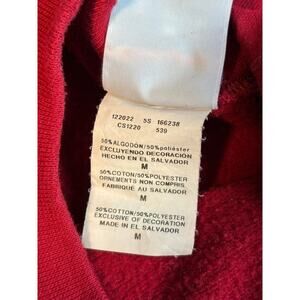 122022 5S 166238
CS1220 539
50%ALGODÓN/50%poliéster
EXCLUYENDO DECORACIÓN
HECHO EN EL SALVADOR
M
50%COTON/50%POLYESTER
ORNEMENTS NON COMPRIS
FABRIQUÉ AU SALVADOR
M
50%COTTON/50%POLYESTER
EXCLUSIVE OF DECORATION
MADE IN EL SALVADOR
M